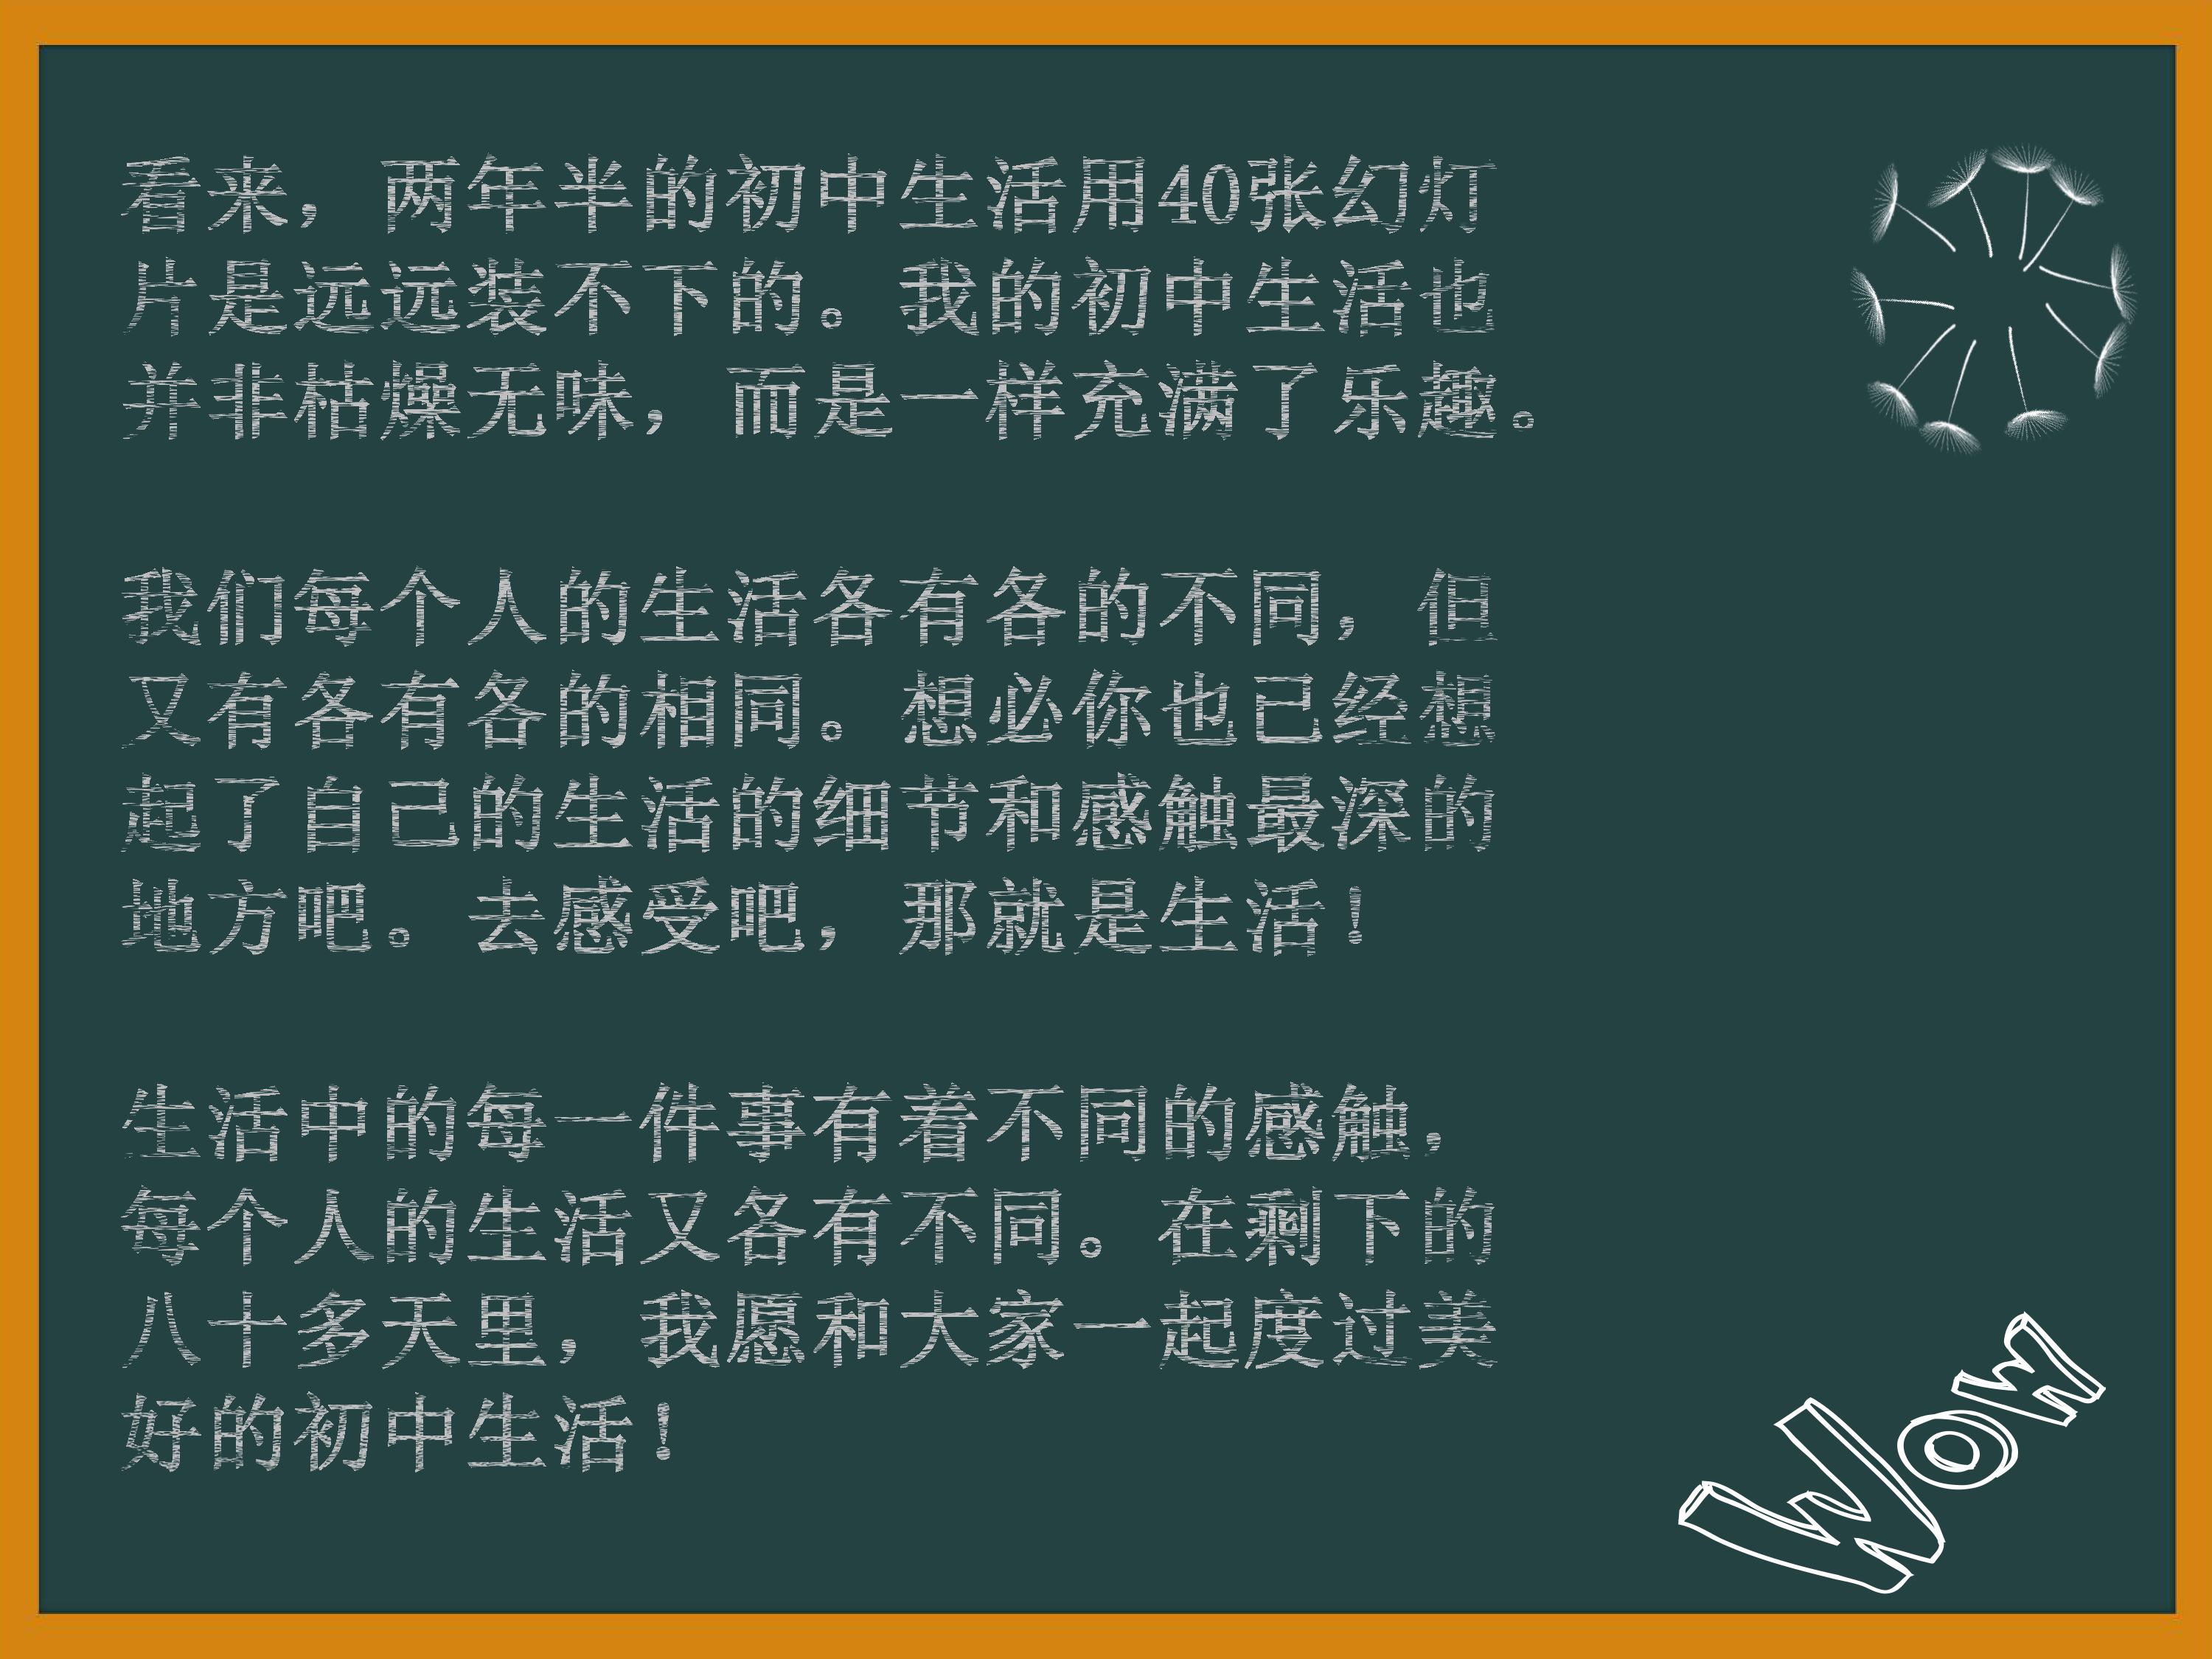 看来，两年半的初中生活用40张幻灯
片是远远装不下的。我的初中生活也
并非枯燥无味，而是一样充满了乐趣。
我们每个人的生活各有各的不同，但
又有各有各的相同。想必你也已经想
起了自己的生活的细节和感触最深的
地方吧。去感受吧，那就是生活！
生活中的每一件事有着不同的感触，
每个人的生活又各有不同。在剩下的
八十多天里，我愿和大家一起度过美
好的初中生活！
Wow